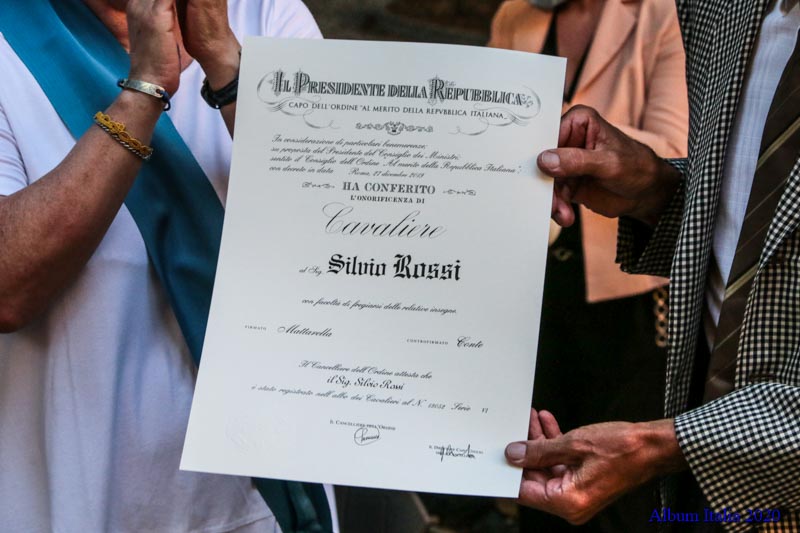 IL PRESIDENTE DELLA REPUBBLICA
CAPO DELL'ORDINE "AL MERITO DELLA REPVBBLICA ITALIANA"
In considerazione di particolari benemerenze;
su proposta del Presidente del Consiglio dei Ministri;
sentito il Consiglio dell'Ordine "Al merito della Repubblica Italiana";
con decreto in data Roma, 27 dicembre 2019
HA CONFERITO
L'ONORIFICENZA DI
Cavaliere
al Sig. Silvio Rossi
con facoltà di fregiarsi delle relative insegne.
FIRMATO Mattarella CONTROFIRMATO Conte
Il Cancelliere dell'Ordine attesta che
il Sig. Silvio Rossi
è stato registrato nell'albo dei Cavalieri al N. 13052 Serie VI
IL CANCELLIERE DELL'ORDINE
Album Italia 2020